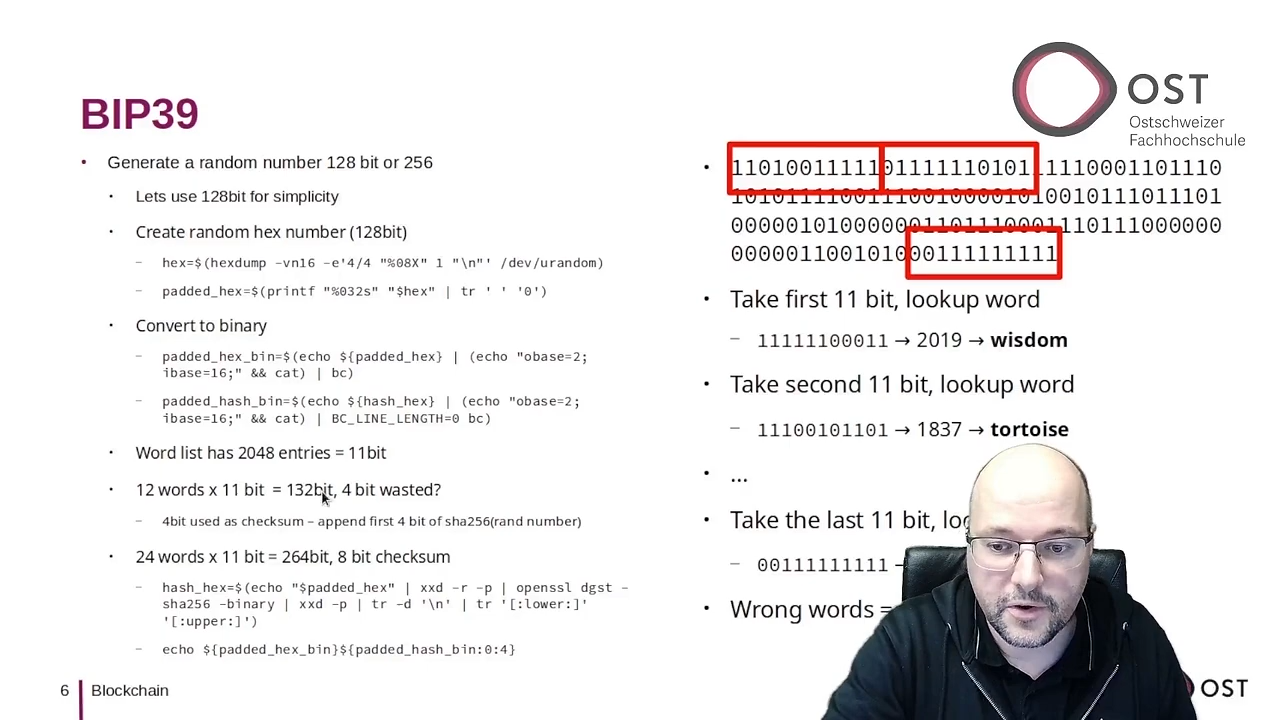 OST
Ostschweizer
Fachhochschule
BIP39
• Generate a random number 128 bit or 256
• Lets use 128bit for simplicity
• Create random hex number (128bit)
– hex=$(hexdump -vn16 -e'4/4 "%08X" 1 "\n"' /dev/urandom)
– padded_hex=$(printf "%032s" "$hex" | tr ' ' '0')
• Convert to binary
– padded_hex_bin=$(echo ${padded_hex} | (echo "obase=2;
ibase=16;" && cat) | bc)
– padded_hash_bin=$(echo ${hash_hex} | (echo "obase=2;
ibase=16;" && cat) | BC_LINE_LENGTH=0 bc)
• Word list has 2048 entries = 11bit
• 12 words x 11 bit = 132bit, 4 bit wasted?
– 4bit used as checksum – append first 4 bit of sha256(rand number)
• 24 words x 11 bit = 264bit, 8 bit checksum
– hash_hex=$(echo "$padded_hex" | xxd -r -p | openssl dgst -
sha256 -binary | xxd -p | tr -d '\n' | tr '[:lower:]'
'[:upper:]')
– echo ${padded_hex_bin}${padded_hash_bin:0:4}
• 1101001111101111110101111110001101110
1010111110011100100001010010111011101
0000010100000001101110001110111000000
0000011001010000111111111
• Take first 11 bit, lookup word
– 11111100011 → 2019 → wisdom
• Take second 11 bit, lookup word
– 11100101101 → 1837 → tortoise
• ...
• Take the last 11 bit,
– 00111111111
• Wrong words =
6 Blockchain
OST